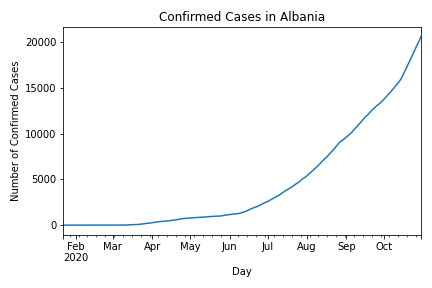 Confirmed Cases in Albania
Number of Confirmed Cases
20000
15000
10000
5000
0
Feb Mar Apr May Jun Jul Aug Sep Oct
2020
Day